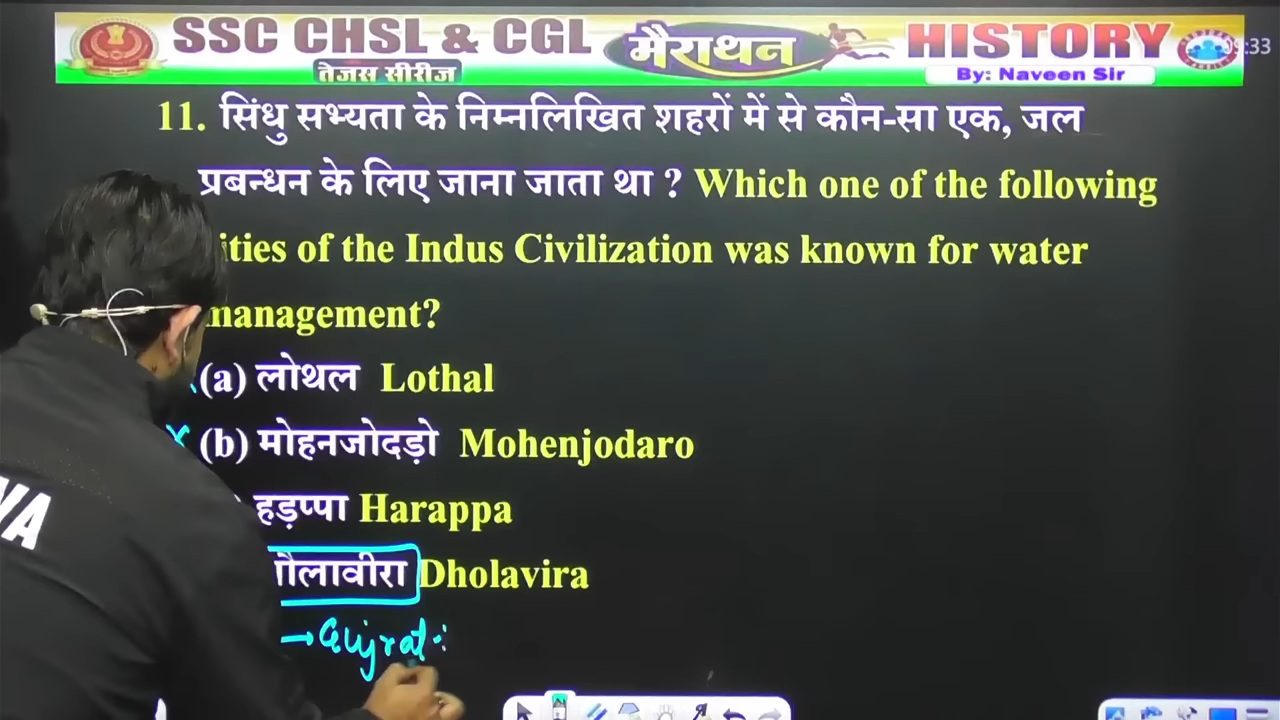 SSC CHSL & CGL मैराथन HISTORY
तेजस सीरीज By: Naveen Sir
11. सिंधु सभ्यता के निम्नलिखित शहरों में से कौन-सा एक, जल
प्रबन्धन के लिए जाना जाता था ? Which one of the following
ities of the Indus Civilization was known for water
management?
(a) लोथल Lothal
(b) मोहनजोदड़ो Mohenjodaro
हड़प्पा Harappa
ौलावीरा Dholavira
→ Gujrat